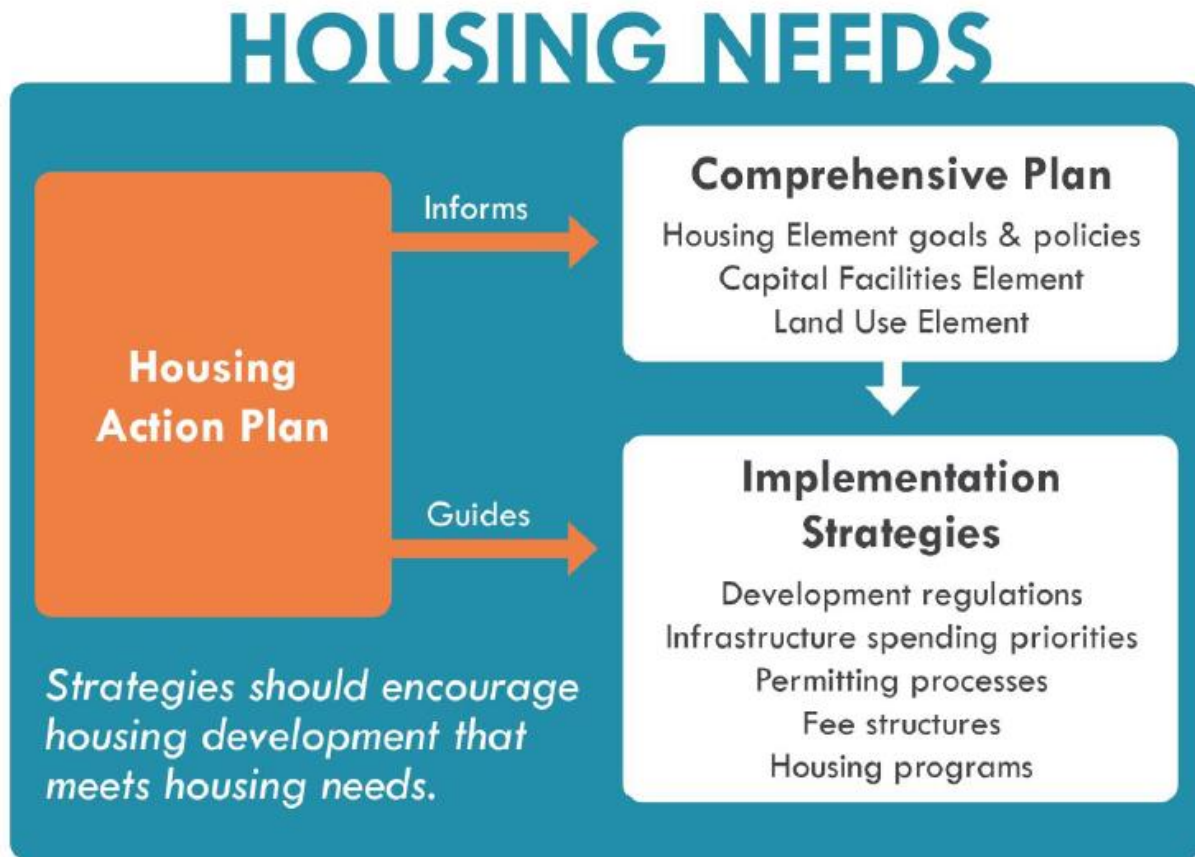 HOUSING NEEDS
Housing
Action Plan
Informs
Guides
Comprehensive Plan
Housing Element goals & policies
Capital Facilities Element
Land Use Element
Implementation
Strategies
Development regulations
Infrastructure spending priorities
Permitting processes
Fee structures
Housing programs
Strategies should encourage
housing development that
meets housing needs.